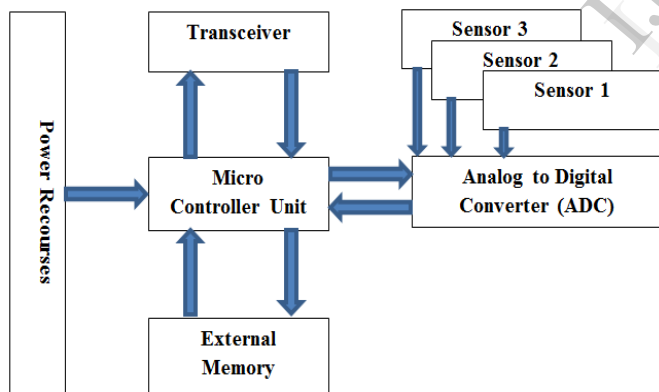 Transceiver
Sensor 3
Sensor 2
Sensor 1
Power Recourses
Micro
Controller Unit
Analog to Digital
Converter (ADC)
External
Memory